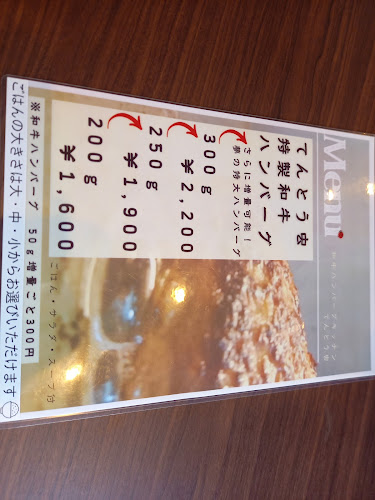 Menu
てんとう虫
特製和牛
ハンバーグ
さらに増量可能！
夢の特大ハンバーグ
300g
¥2,200
250g
¥1,900
200g
¥1,600
ごはん・サラダ・スープ付
※和牛ハンバーグ 50g増量ごと300円
ごはんの大きさは大・中・小からお選びいただけます